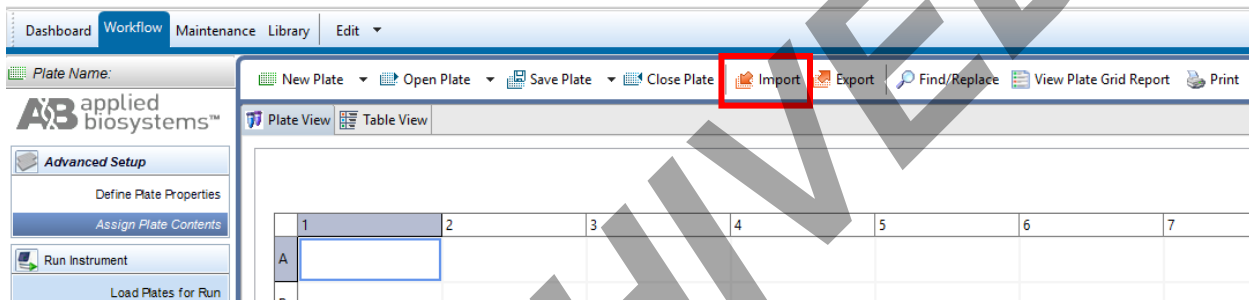 Dashboard Workflow Maintenance Library Edit
Plate Name:
New Plate Open Plate Save Plate Close Plate Import Export Find/Replace View Plate Grid Report Print
applied
biosystems™
Plate View Table View
Advanced Setup
Define Plate Properties
Assign Plate Contents
1 2 3 4 5 6 7
A
Run Instrument
Load Plates for Run